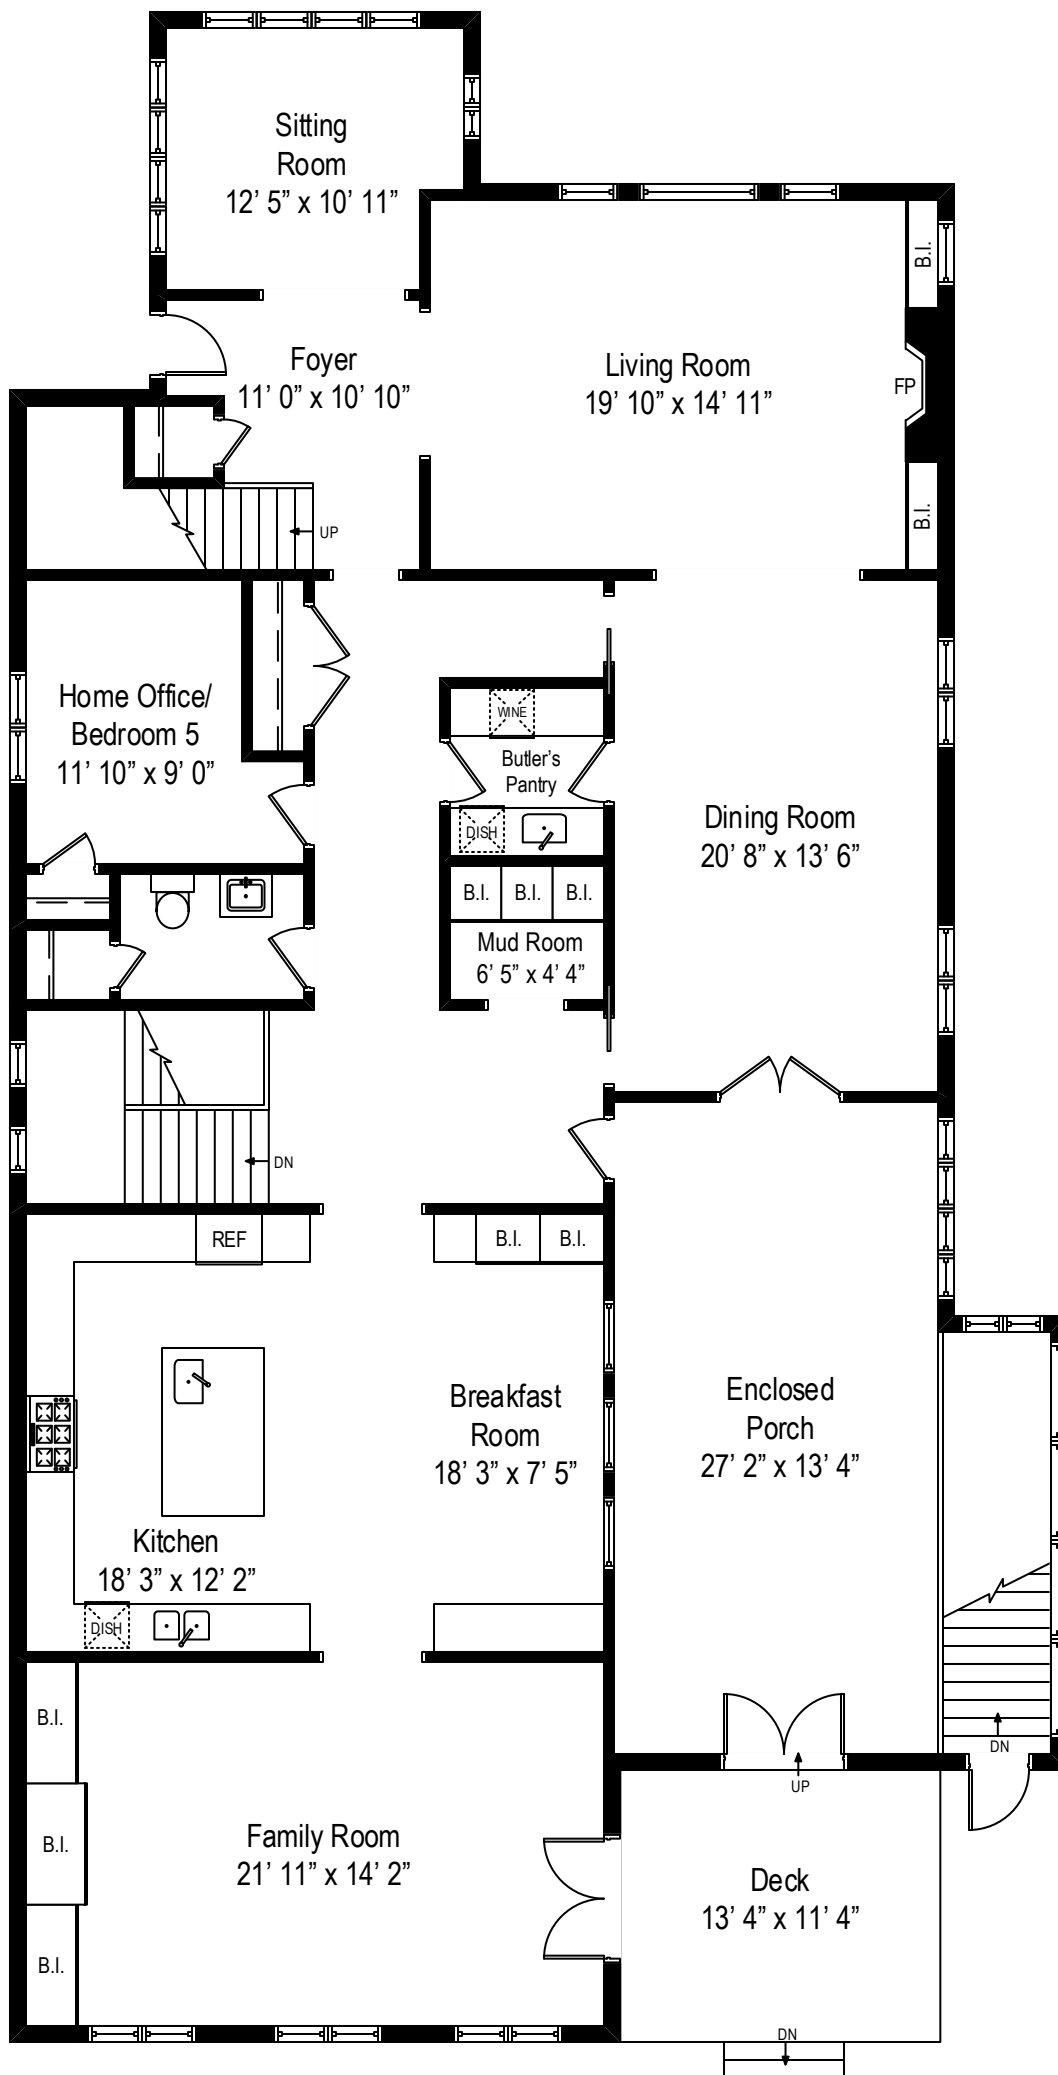 Sitting
Room
12’ 5” x 10’ 11”
B.I.
Foyer
11’ 0” x 10’ 10”
Living Room
19’ 10” x 14’ 11”
FP
B.I.
UP
Home Office/
Bedroom 5
11’ 10” x 9’ 0”
WINE
Butler’s
Pantry
DISH
Dining Room
20’ 8” x 13’ 6”
B.I.
B.I.
B.I.
Mud Room
6’ 5” x 4’ 4”
DN
REF
B.I.
B.I.
Breakfast
Room
18’ 3” x 7’ 5”
Enclosed
Porch
27’ 2” x 13’ 4”
Kitchen
18’ 3” x 12’ 2”
DISH
B.I.
DN
UP
B.I.
Family Room
21’ 11” x 14’ 2”
Deck
13’ 4” x 11’ 4”
B.I.
DN